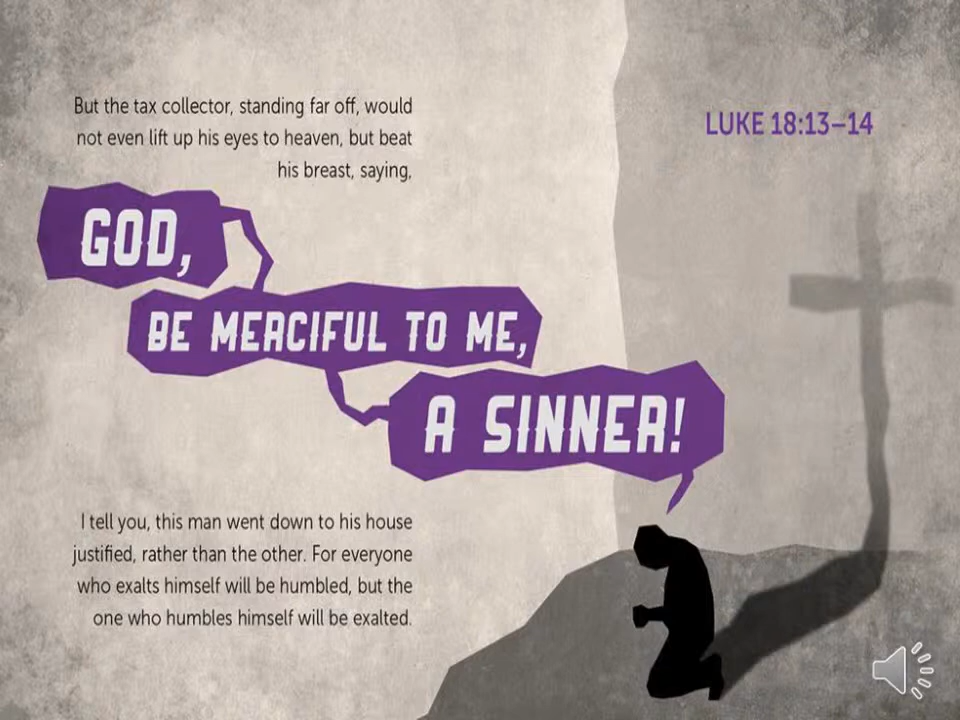 But the tax collector, standing far off, would
not even lift up his eyes to heaven, but beat
his breast, saying,
GOD,
BE MERCIFUL TO ME,
A SINNER!
I tell you, this man went down to his house
justified, rather than the other. For everyone
who exalts himself will be humbled, but the
one who humbles himself will be exalted.
LUKE 18:13–14